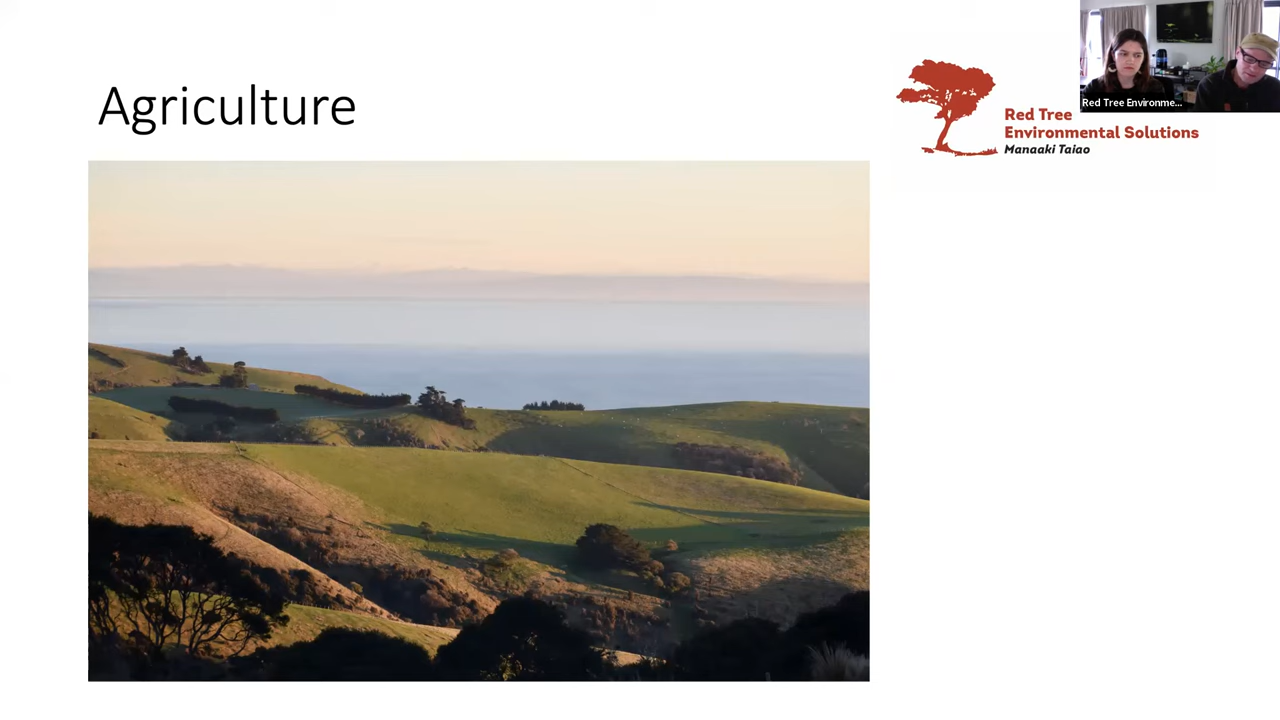 Agriculture
Red Tree Environme...
Red Tree
Environmental Solutions
Manaaki Taiao